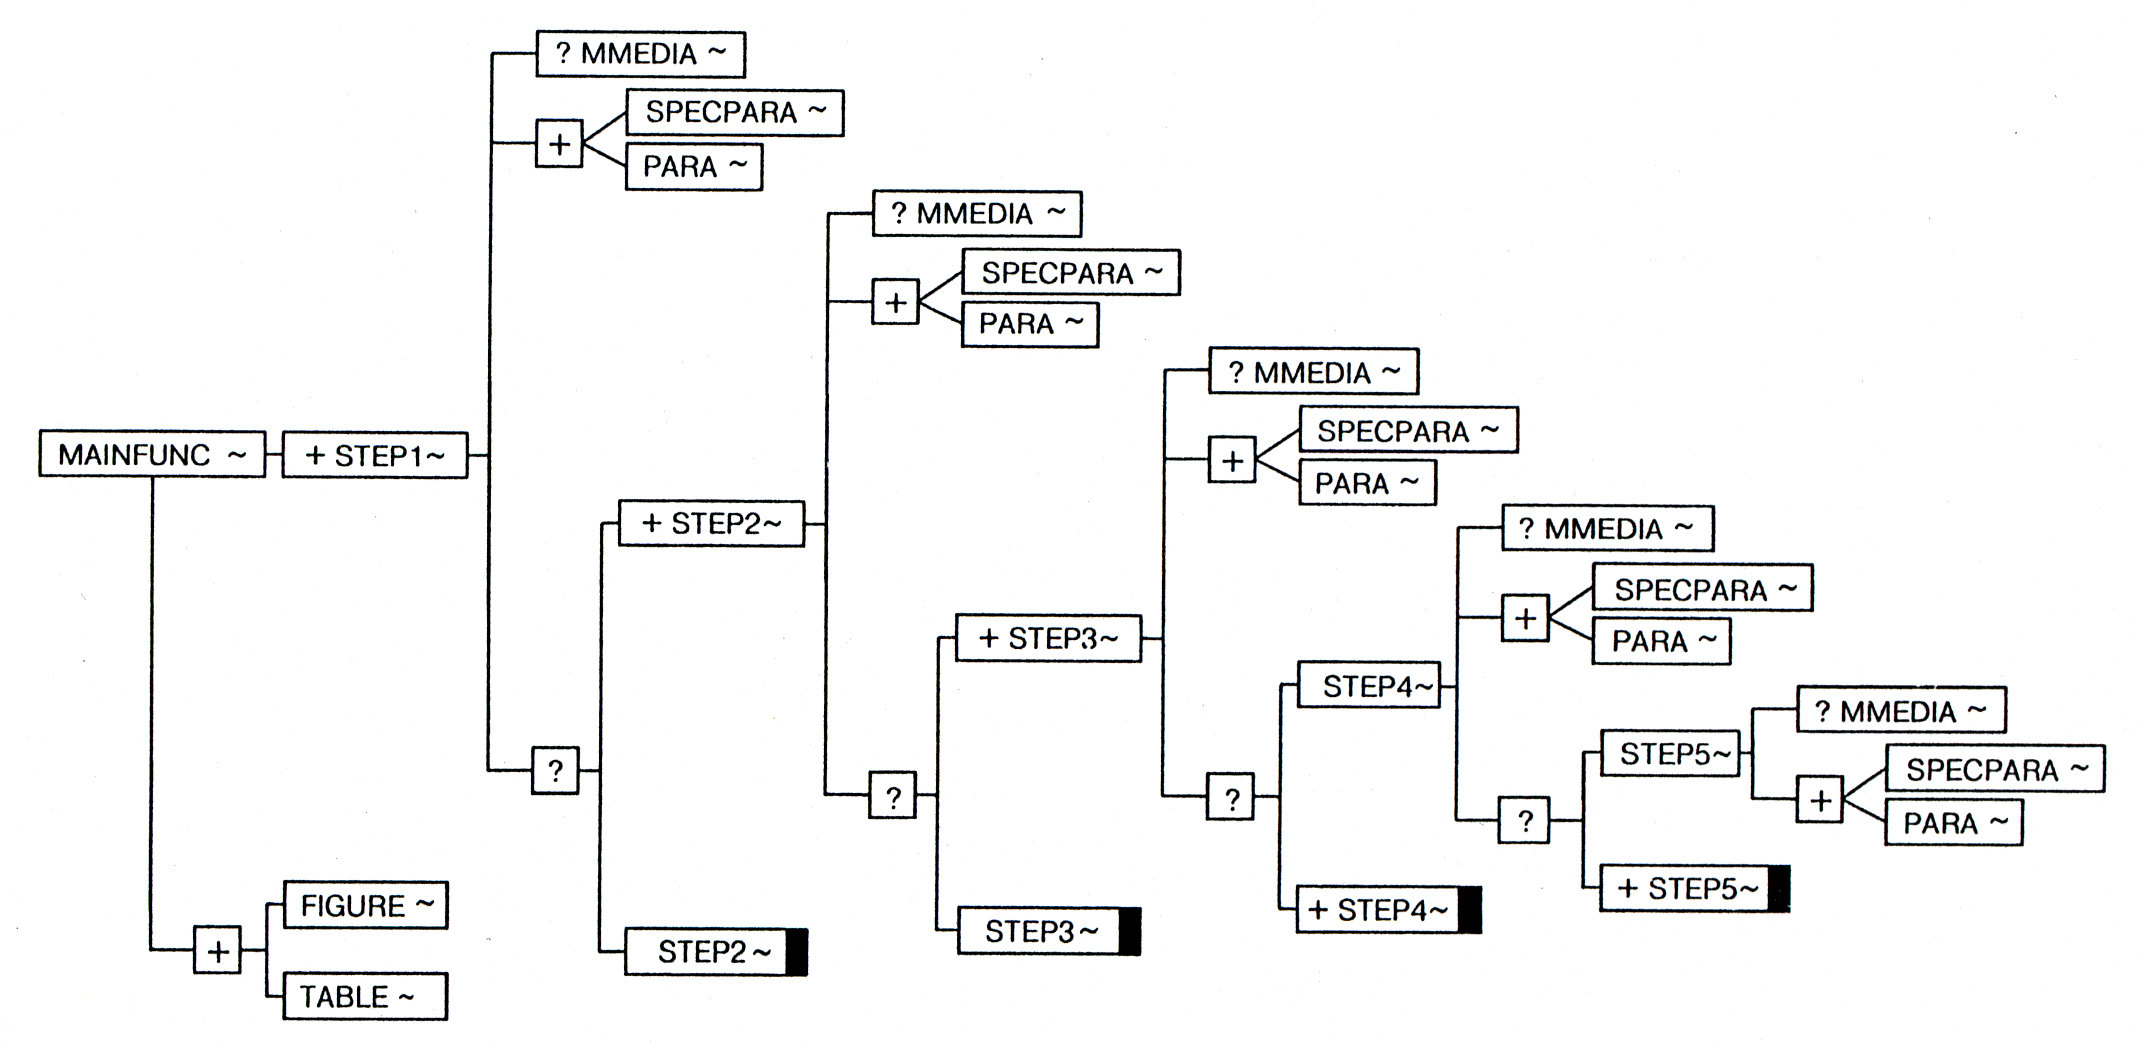 ? MMEDIA ~
SPECPARA ~
+
PARA ~
? MMEDIA ~
SPECPARA ~
+
PARA ~
? MMEDIA ~
SPECPARA ~
+
PARA ~
MAINFUNC ~
+ STEP1~
+ STEP2~
? MMEDIA ~
SPECPARA ~
+
PARA ~
+ STEP3~
STEP4~
? MMEDIA ~
STEP5~
SPECPARA ~
+
PARA ~
?
?
?
?
+ STEP5~
FIGURE ~
+ STEP4~
STEP3~
+
STEP2~
TABLE ~